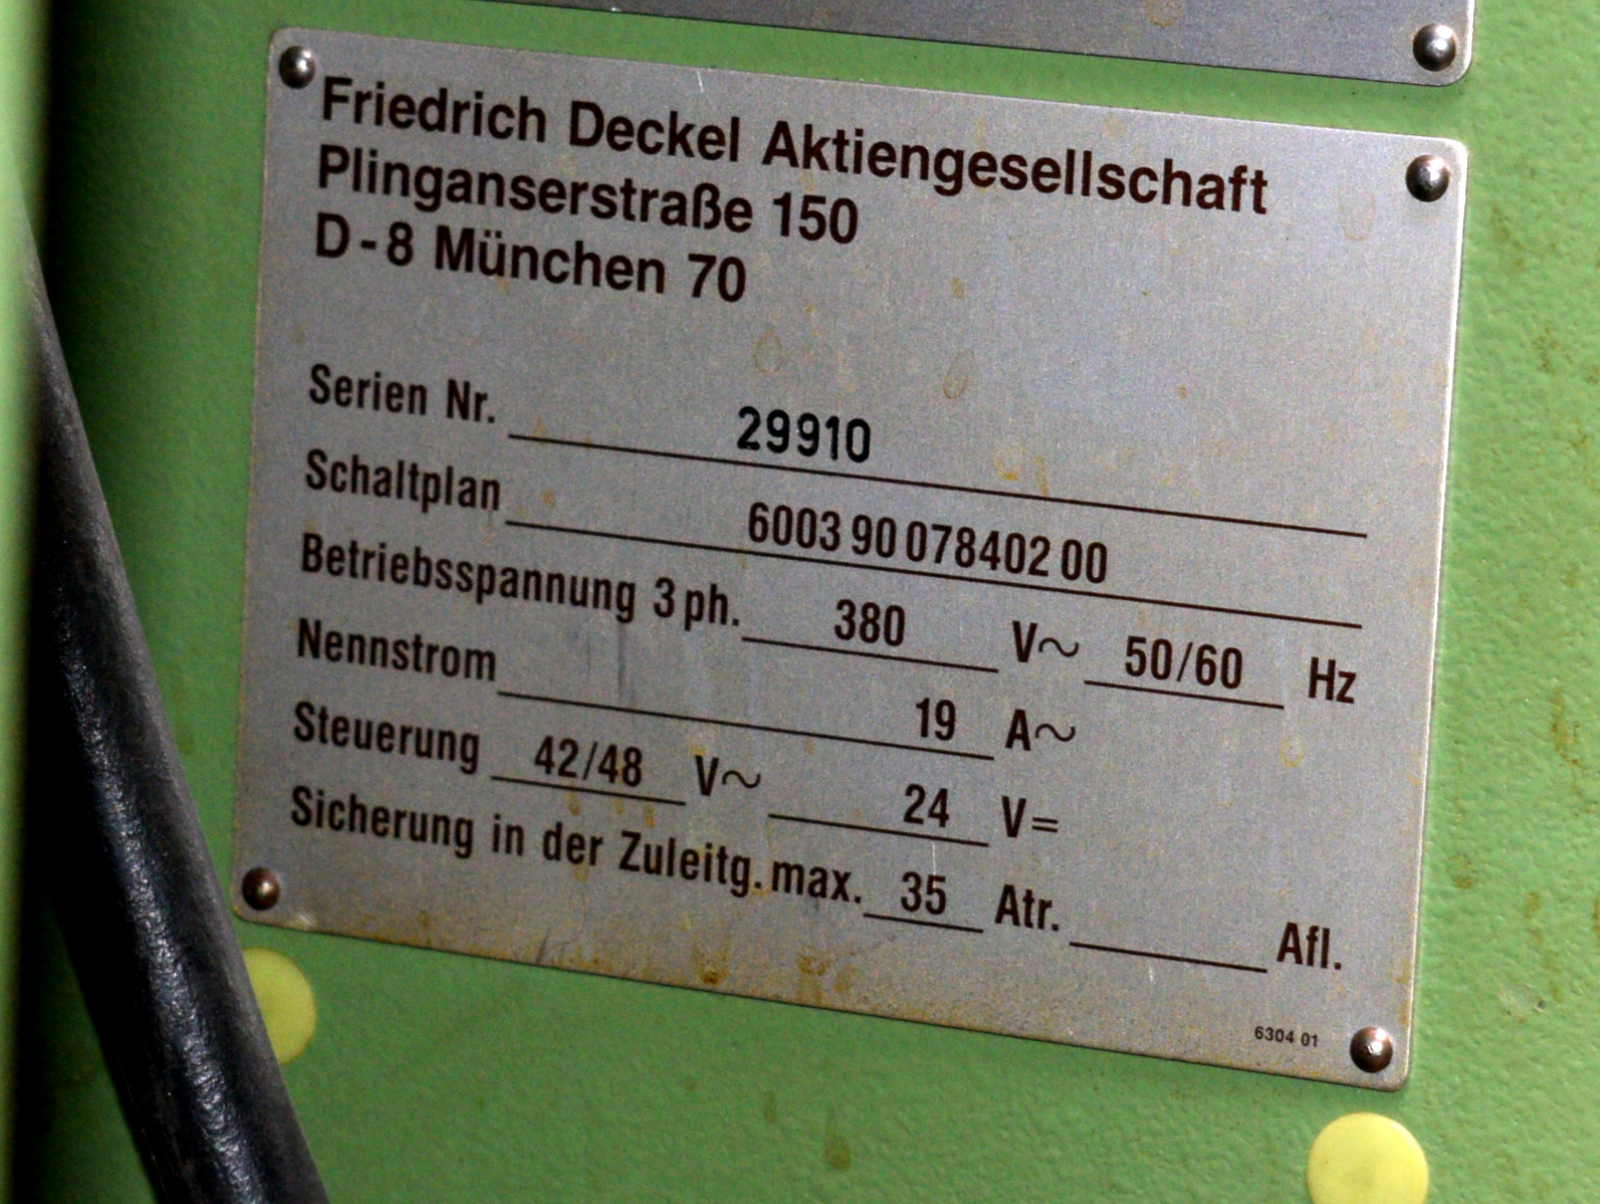 Friedrich Deckel Aktiengesellschaft
Plinganserstraße 150
D-8 München 70
Serien Nr. 29910
Schaltplan 6003 90 078402 00
Betriebsspannung 3 ph. 380 V~ 50/60 Hz
Nennstrom 19 A~
Steuerung 42/48 V~ 24 V=
Sicherung in der Zuleitg. max. 35 Atr. Afl.
6304 01